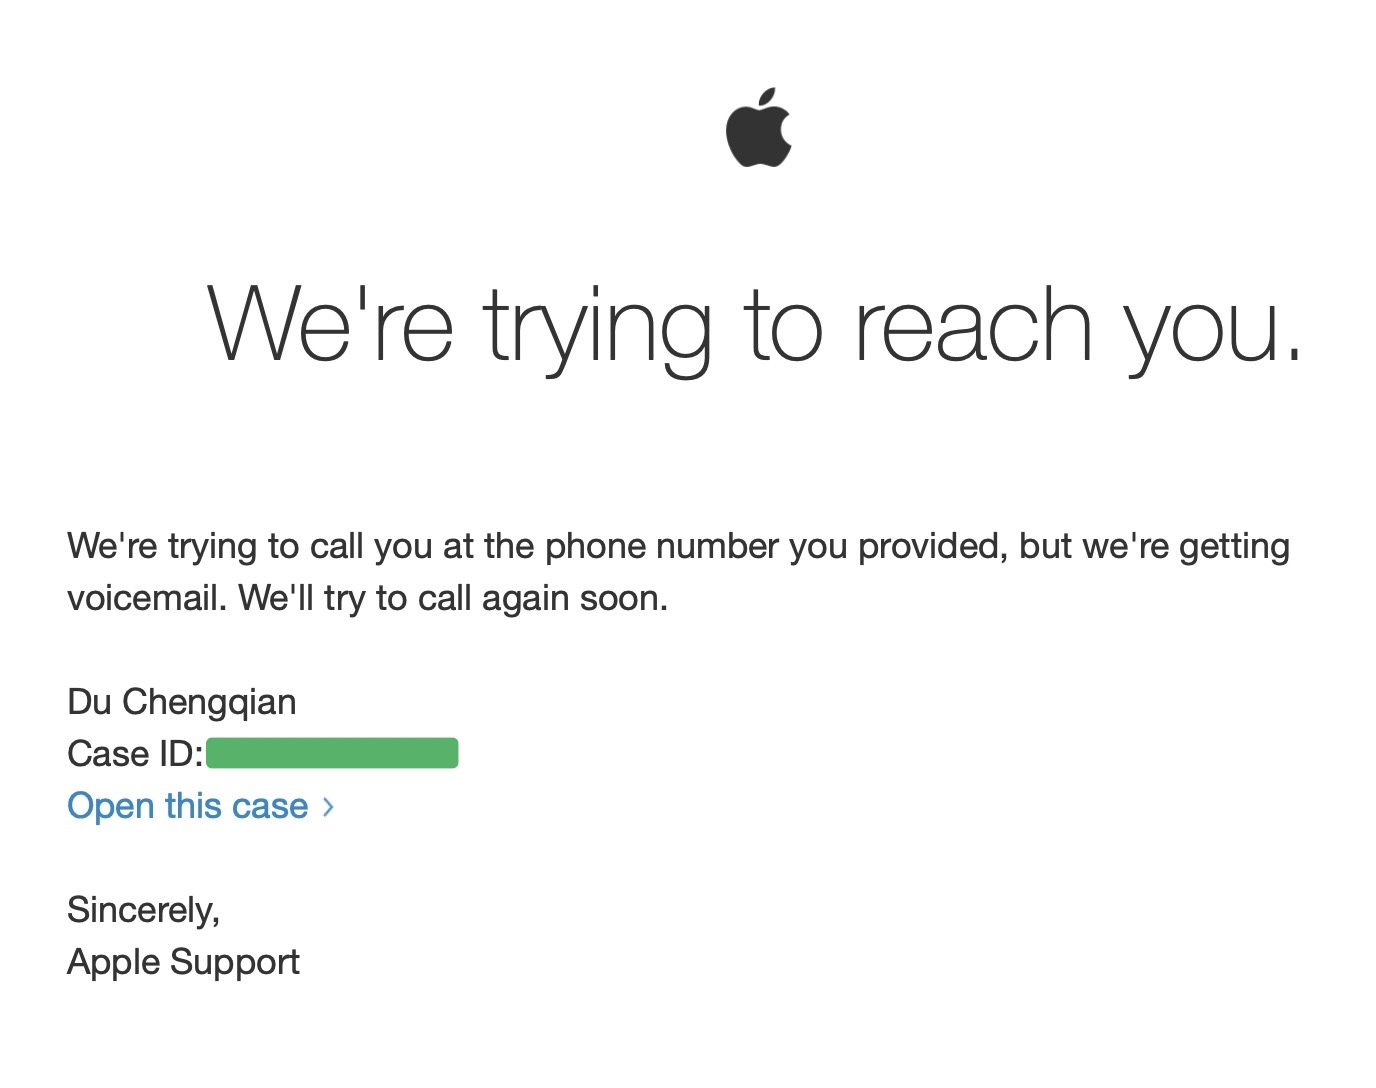 We're trying to reach you.
We're trying to call you at the phone number you provided, but we're getting
voicemail. We'll try to call again soon.
Du Chengqian
Case ID:
Open this case >
Sincerely,
Apple Support